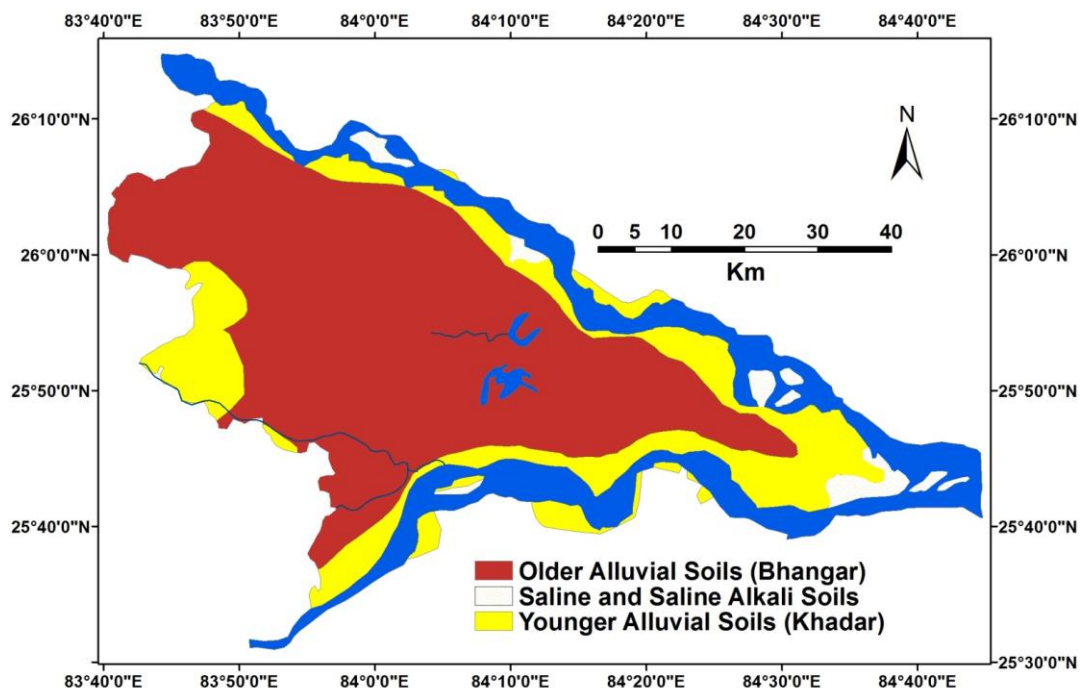 83°40'0"E 83°50'0"E 84°0'0"E 84°10'0"E 84°20'0"E 84°30'0"E 84°40'0"E
26°10'0"N 26°10'0"N
N
0 5 10 20 30 40
Km
26°0'0"N 26°0'0"N
25°50'0"N 25°50'0"N
25°40'0"N 25°40'0"N
Older Alluvial Soils (Bhangar)
Saline and Saline Alkali Soils
Younger Alluvial Soils (Khadar)
25°30'0"N
83°40'0"E 83°50'0"E 84°0'0"E 84°10'0"E 84°20'0"E 84°30'0"E 84°40'0"E